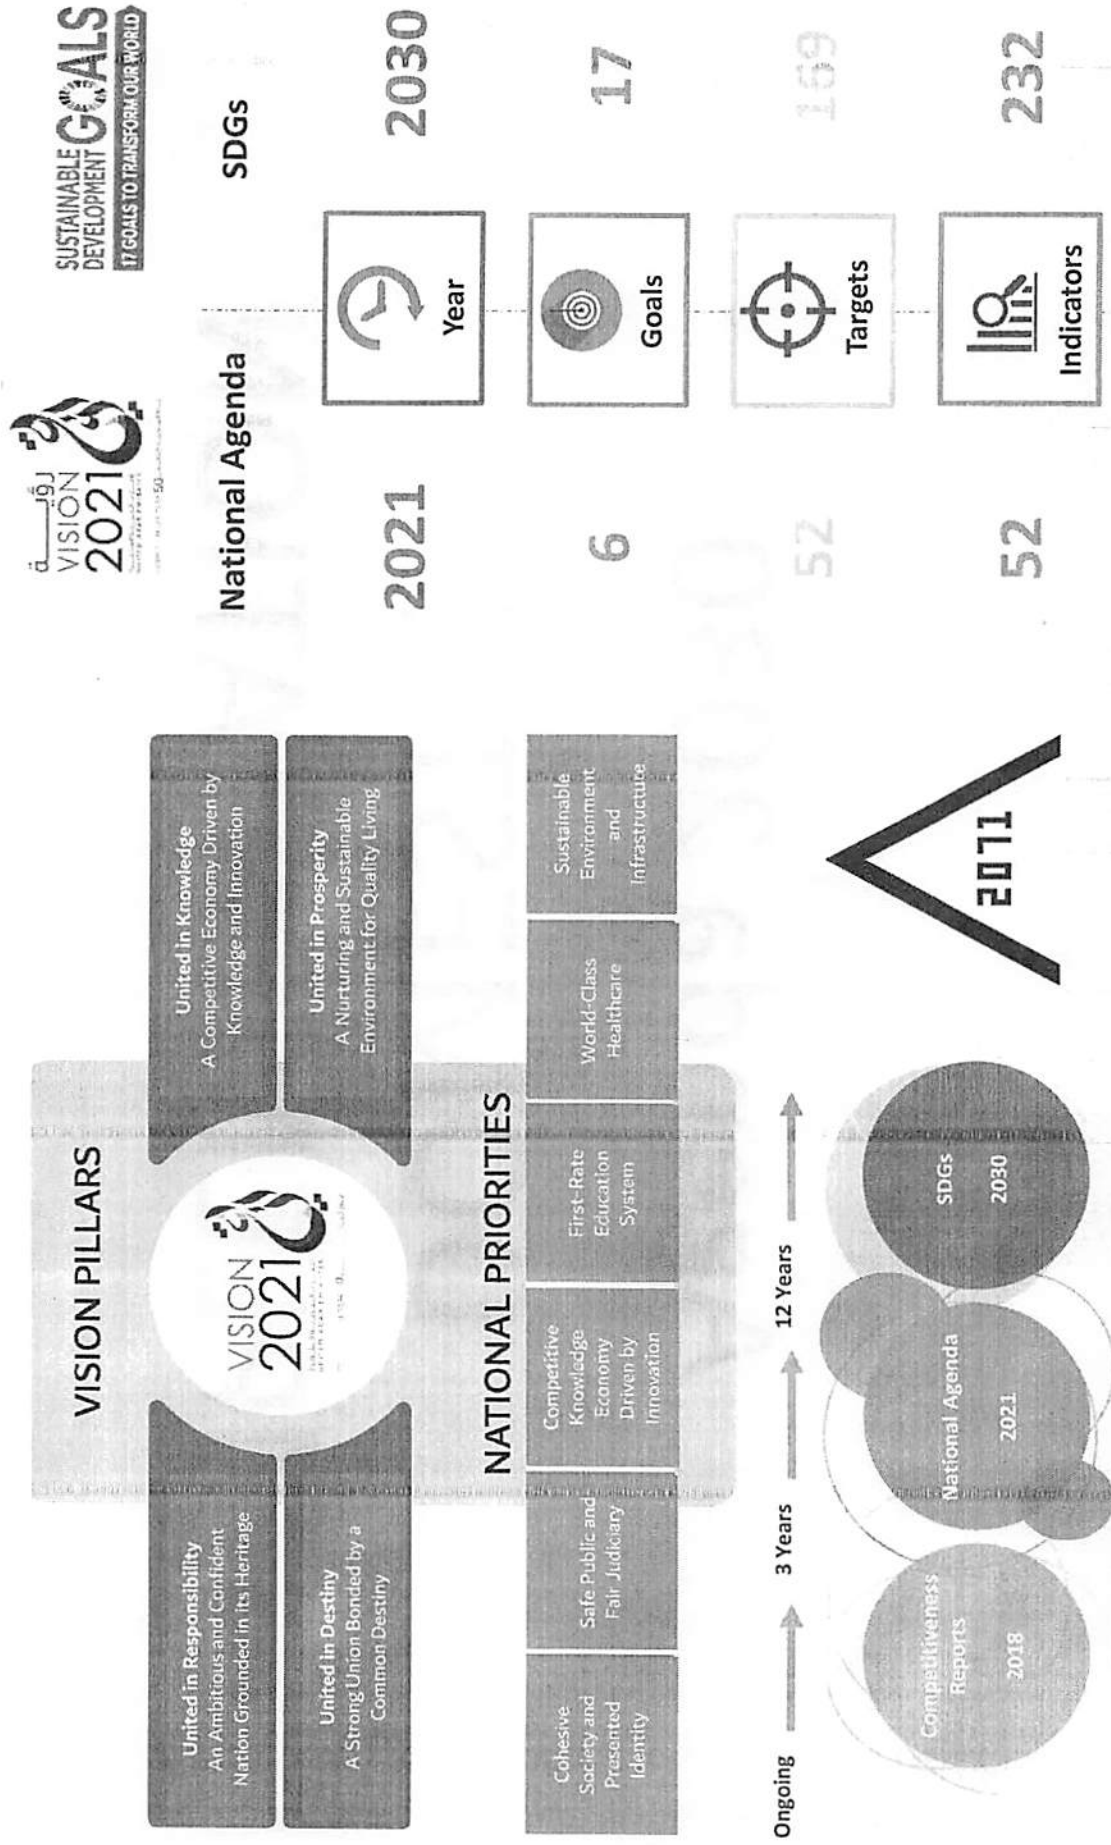 VISION PILLARS
United in Responsibility
An Ambitious and Confident
Nation Grounded in its Heritage
United in Destiny
A Strong Union Bonded by a
Common Destiny
VISION
2021
United in Knowledge
A Competitive Economy Driven by
Knowledge and Innovation
United in Prosperity
A Nurturing and Sustainable
Environment for Quality Living
NATIONAL PRIORITIES
Cohesive
Society and
Presented
Identity
Safe Public and
Fair Judiciary
Competitive
Knowledge
Economy
Driven by
Innovation
First-Rate
Education
System
World-Class
Healthcare
Sustainable
Environment
and
Infrastructure
Ongoing
3 Years
12 Years
Competitiveness
Reports
2018
National Agenda
2021
SDGs
2030
2071
رؤيــــة
VISION
2021
SUSTAINABLE
DEVELOPMENT GOALS
17 GOALS TO TRANSFORM OUR WORLD
National Agenda
SDGs
2021
Year
2030
6
Goals
17
52
Targets
169
52
Indicators
232